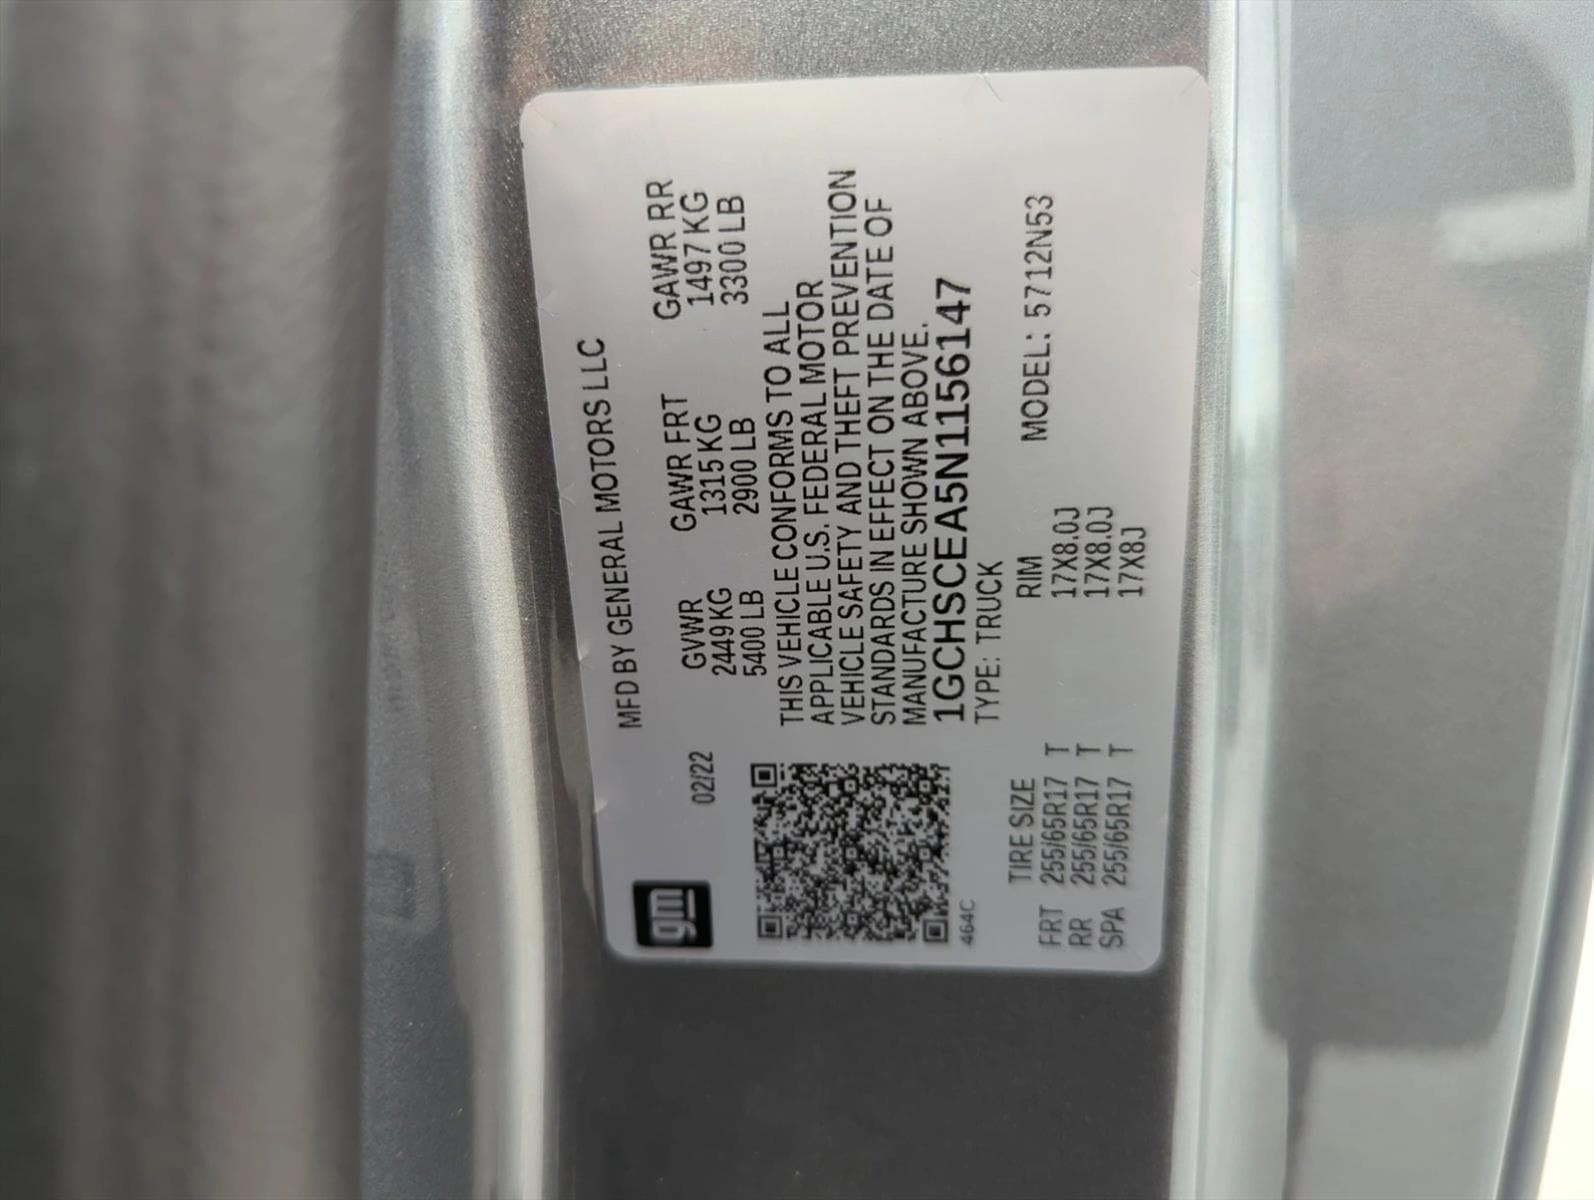 gm
MFD BY GENERAL MOTORS LLC
02/22
GVWR GAWR FRT GAWR RR
2449 KG 1315 KG 1497 KG
5400 LB 2900 LB 3300 LB
THIS VEHICLE CONFORMS TO ALL
APPLICABLE U.S. FEDERAL MOTOR
VEHICLE SAFETY AND THEFT PREVENTION
STANDARDS IN EFFECT ON THE DATE OF
MANUFACTURE SHOWN ABOVE.
1GCHSCEA5N1156147
464C
TYPE: TRUCK
TIRE SIZE RIM MODEL: 5712N53
FRT 255/65R17 T 17X8.0J
RR 255/65R17 T 17X8.0J
SPA 255/65R17 T 17X8J